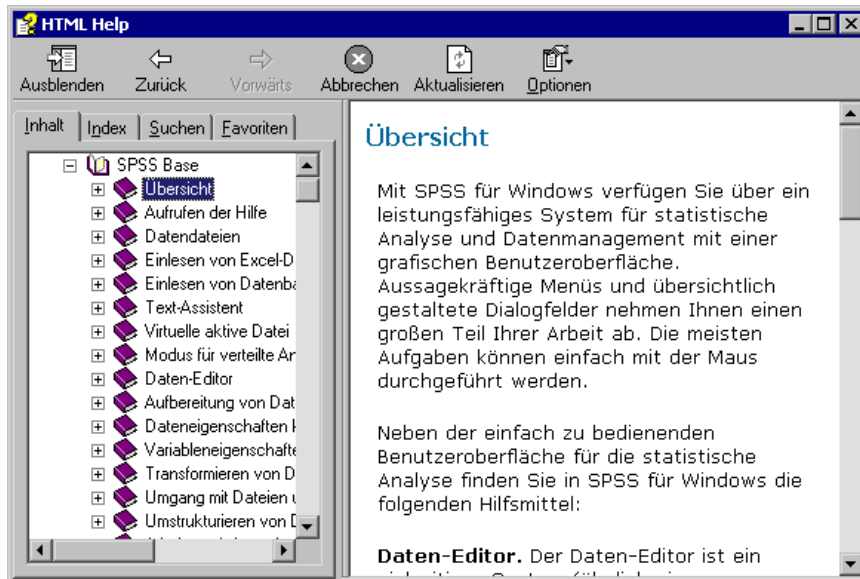 HTML Help
Ausblenden Zurück Vorwärts Abbrechen Aktualisieren Optionen
Inhalt Index Suchen Favoriten
SPSS Base
Übersicht
Aufrufen der Hilfe
Datendateien
Einlesen von Excel-D
Einlesen von Datenba
Text-Assistent
Virtuelle aktive Datei
Modus für verteilte An
Daten-Editor
Aufbereitung von Dat
Dateneigenschaften k
Variableneigenschafte
Transformieren von D
Umgang mit Dateien u
Umstrukturieren von D
Übersicht
Mit SPSS für Windows verfügen Sie über ein
leistungsfähiges System für statistische
Analyse und Datenmanagement mit einer
grafischen Benutzeroberfläche.
Aussagekräftige Menüs und übersichtlich
gestaltete Dialogfelder nehmen Ihnen einen
großen Teil Ihrer Arbeit ab. Die meisten
Aufgaben können einfach mit der Maus
durchgeführt werden.
Neben der einfach zu bedienenden
Benutzeroberfläche für die statistische
Analyse finden Sie in SPSS für Windows die
folgenden Hilfsmittel:
Daten-Editor. Der Daten-Editor ist ein